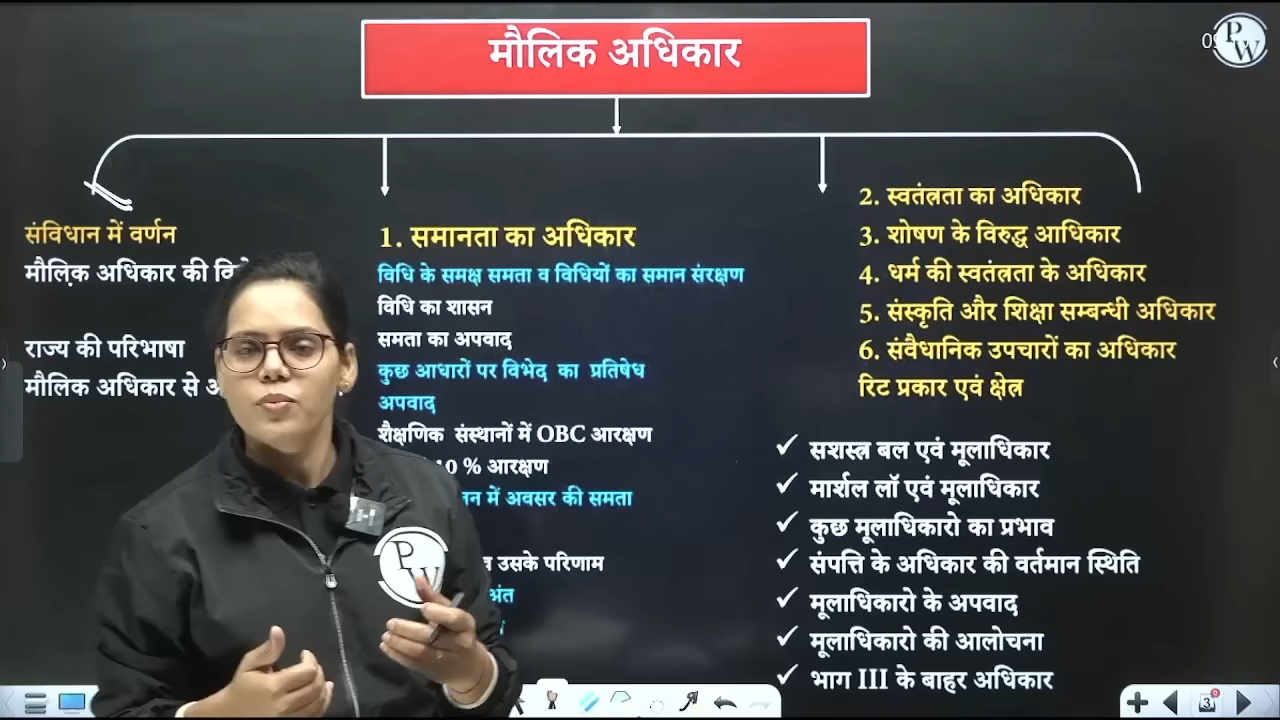 मौलिक अधिकार
PW
संविधान में वर्णन
मौलिक अधिकार की
राज्य की परिभाषा
मौलिक अधिकार से
1. समानता का अधिकार
विधि के समक्ष समता व विधियों का समान संरक्षण
विधि का शासन
समता का अपवाद
कुछ आधारों पर विभेद का प्रतिषेध
अपवाद
शैक्षणिक संस्थानों में OBC आरक्षण
10 % आरक्षण
में अवसर की समता
उसके परिणाम
अंत
2. स्वतंत्रता का अधिकार
3. शोषण के विरुद्ध आधिकार
4. धर्म की स्वतंत्रता के अधिकार
5. संस्कृति और शिक्षा सम्बन्धी अधिकार
6. संवैधानिक उपचारों का अधिकार
रिट प्रकार एवं क्षेत्र
✓ सशस्त्र बल एवं मूलाधिकार
✓ मार्शल लॉ एवं मूलाधिकार
✓ कुछ मूलाधिकारो का प्रभाव
✓ संपत्ति के अधिकार की वर्तमान स्थिति
✓ मूलाधिकारो के अपवाद
✓ मूलाधिकारो की आलोचना
✓ भाग III के बाहर अधिकार
PW
3